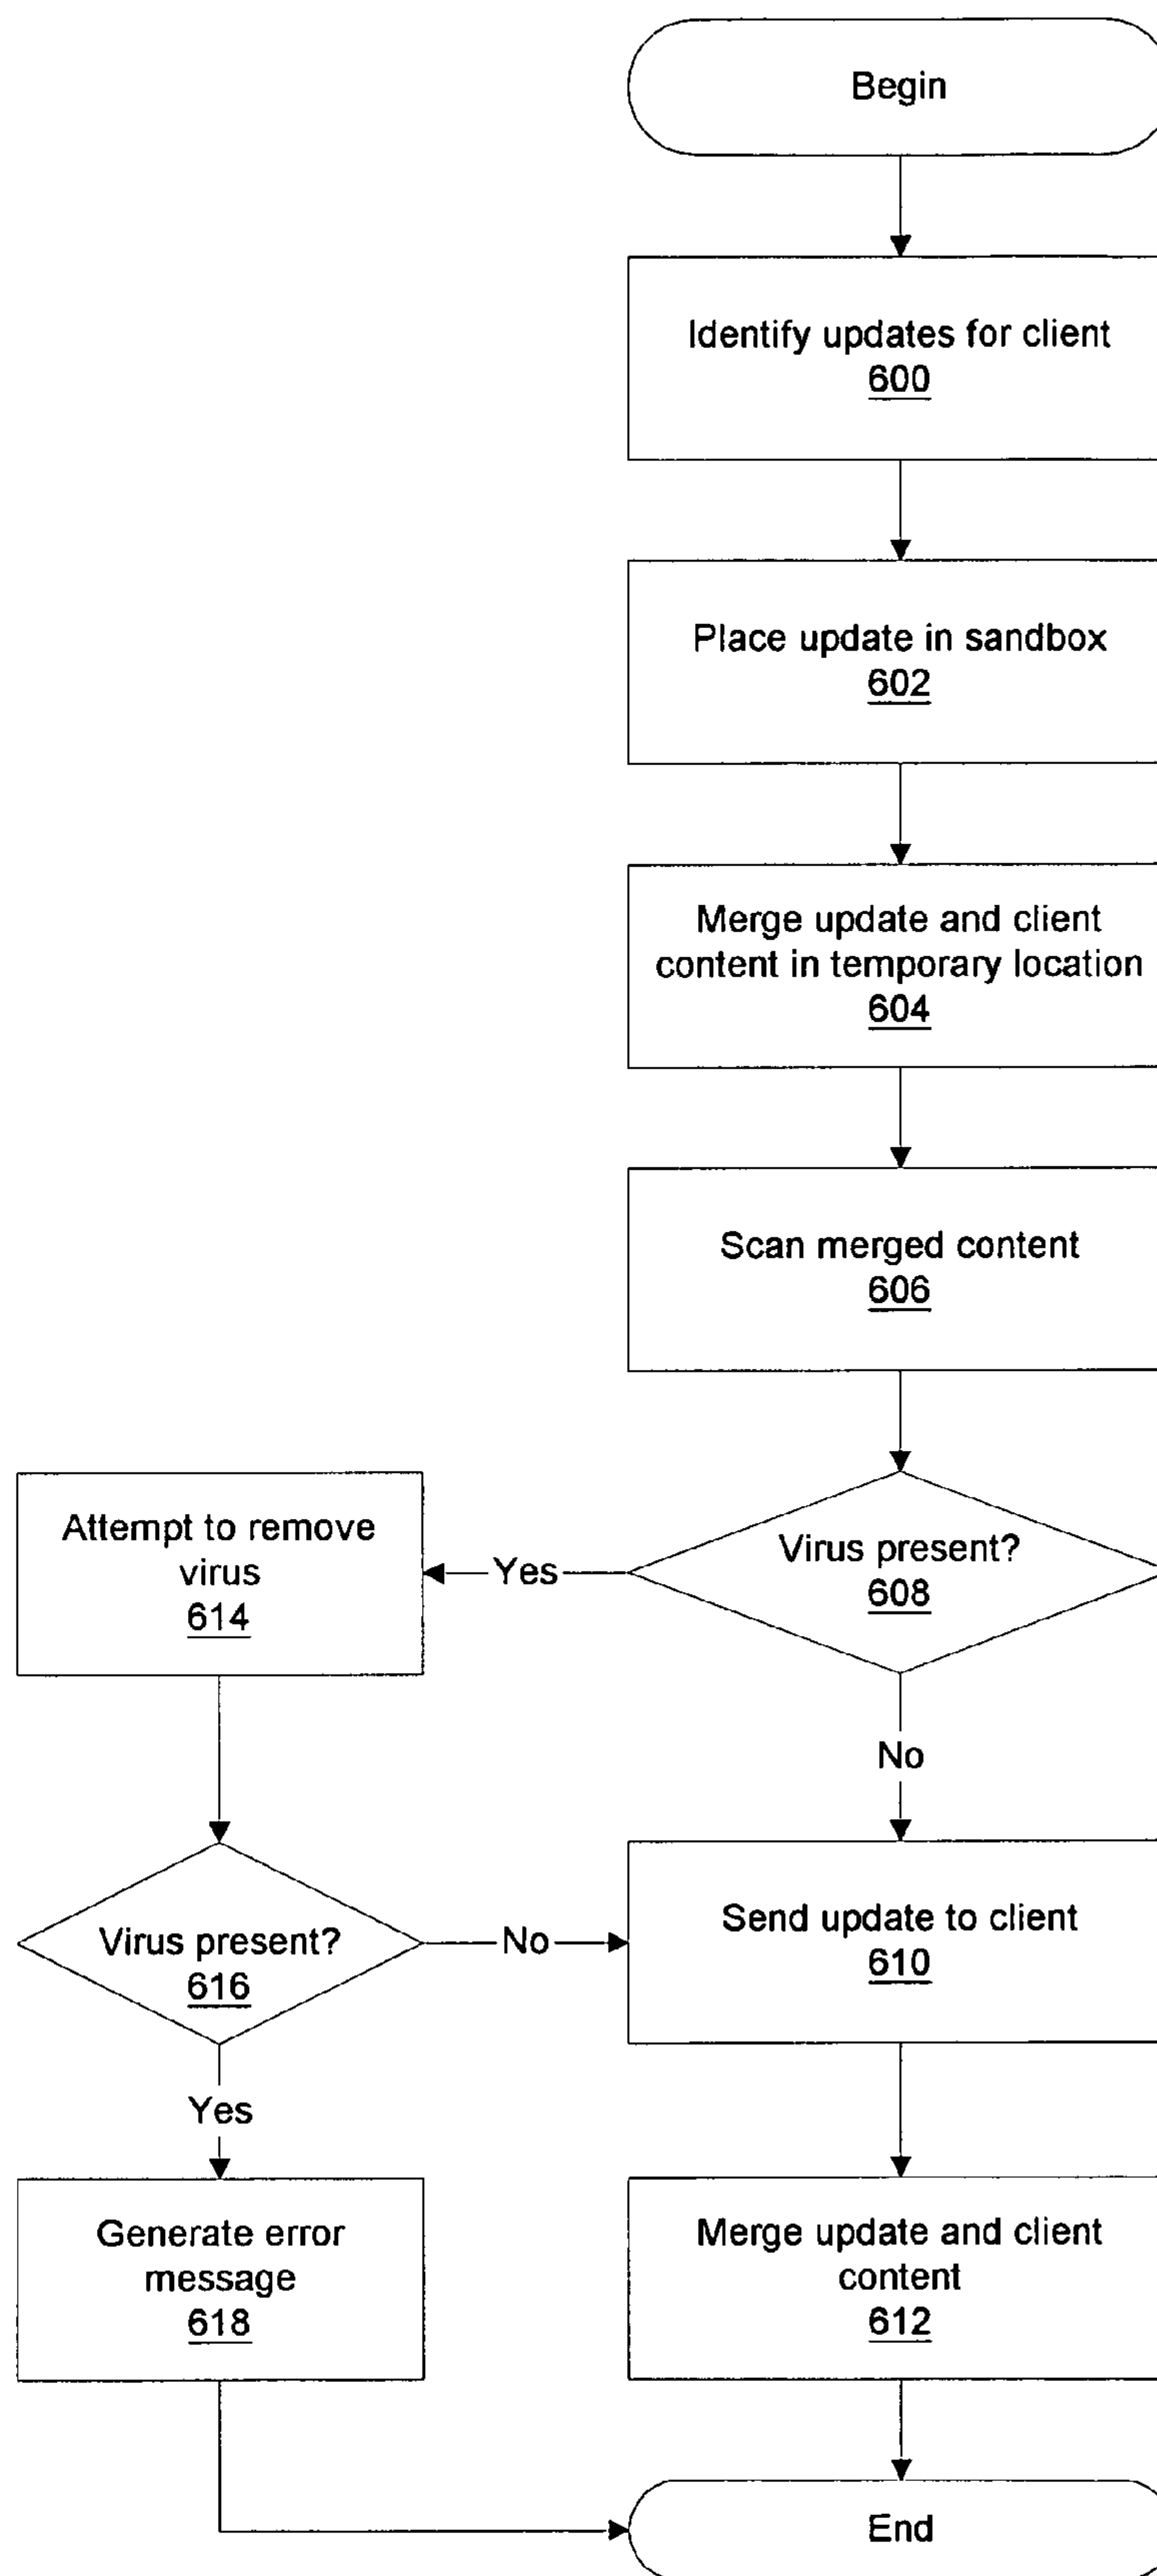 Begin
Identify updates for client
600
Place update in sandbox
602
Merge update and client
content in temporary location
604
Scan merged content
606
Virus present?
608
Yes
Attempt to remove
virus
614
No
Virus present?
616
No
Send update to client
610
Yes
Generate error
message
618
Merge update and client
content
612
End